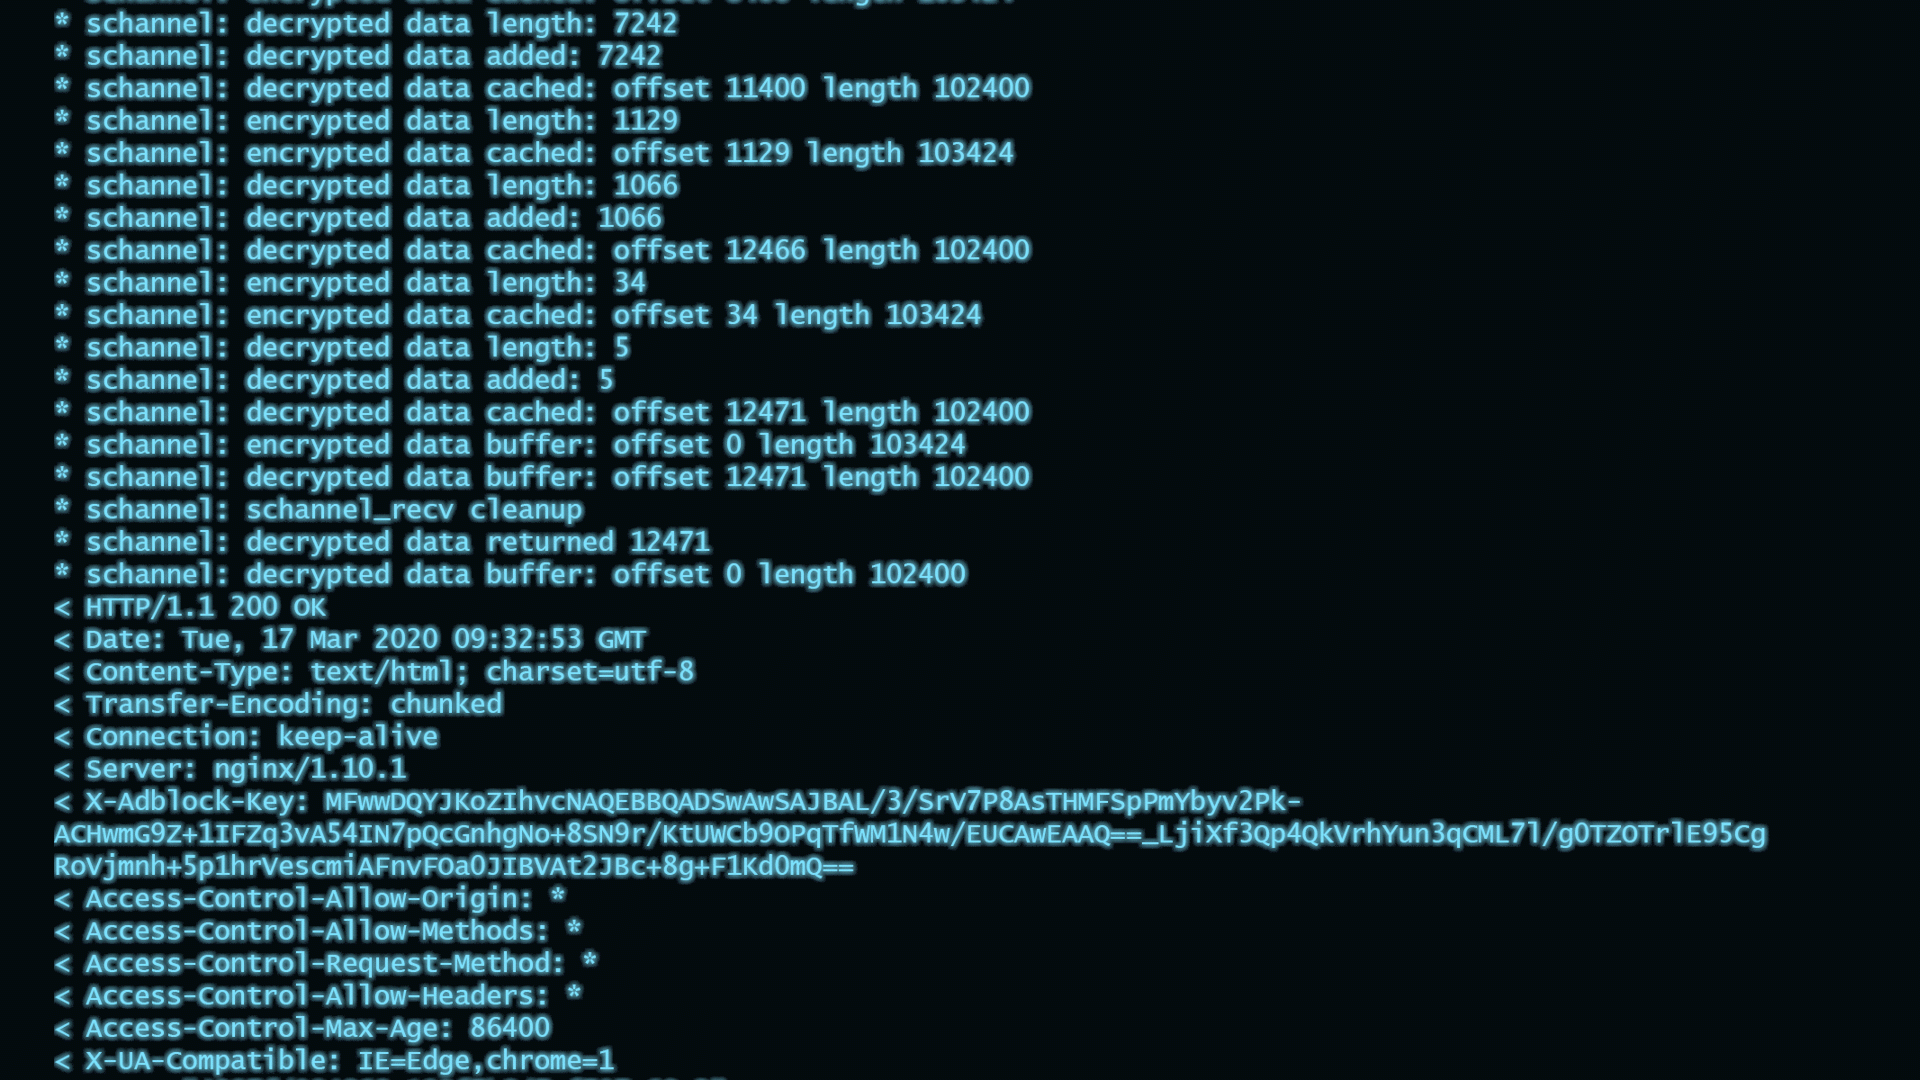 * schannel: decrypted data length: 7242
* schannel: decrypted data added: 7242
* schannel: decrypted data cached: offset 11400 length 102400
* schannel: encrypted data length: 1129
* schannel: encrypted data cached: offset 1129 length 103424
* schannel: decrypted data length: 1066
* schannel: decrypted data added: 1066
* schannel: decrypted data cached: offset 12466 length 102400
* schannel: encrypted data length: 34
* schannel: encrypted data cached: offset 34 length 103424
* schannel: decrypted data length: 5
* schannel: decrypted data added: 5
* schannel: decrypted data cached: offset 12471 length 102400
* schannel: encrypted data buffer: offset 0 length 103424
* schannel: decrypted data buffer: offset 12471 length 102400
* schannel: schannel_recv cleanup
* schannel: decrypted data returned 12471
* schannel: decrypted data buffer: offset 0 length 102400
< HTTP/1.1 200 OK
< Date: Tue, 17 Mar 2020 09:32:53 GMT
< Content-Type: text/html; charset=utf-8
< Transfer-Encoding: chunked
< Connection: keep-alive
< Server: nginx/1.10.1
< X-Adblock-Key: MFwwDQYJKoZIhvcNAQEBBQADSwAwSAJBAL/3/SrV7P8AsTHMFSpPmYbyv2Pk-
ACHwmG9Z+1IFZq3vA54IN7pQcGnhgNo+8SN9r/KtUWCb9OPqTfWM1N4w/EUCAwEAAQ==_LjiXf3Qp4QkVrhYun3qCML7l/g0TZOTrlE95Cg
RoVjmnh+5p1hrVescmiAFnvFOa0JIBVAt2JBc+8g+F1Kd0mQ==
< Access-Control-Allow-Origin: *
< Access-Control-Allow-Methods: *
< Access-Control-Request-Method: *
< Access-Control-Allow-Headers: *
< Access-Control-Max-Age: 86400
< X-UA-Compatible: IE=Edge,chrome=1